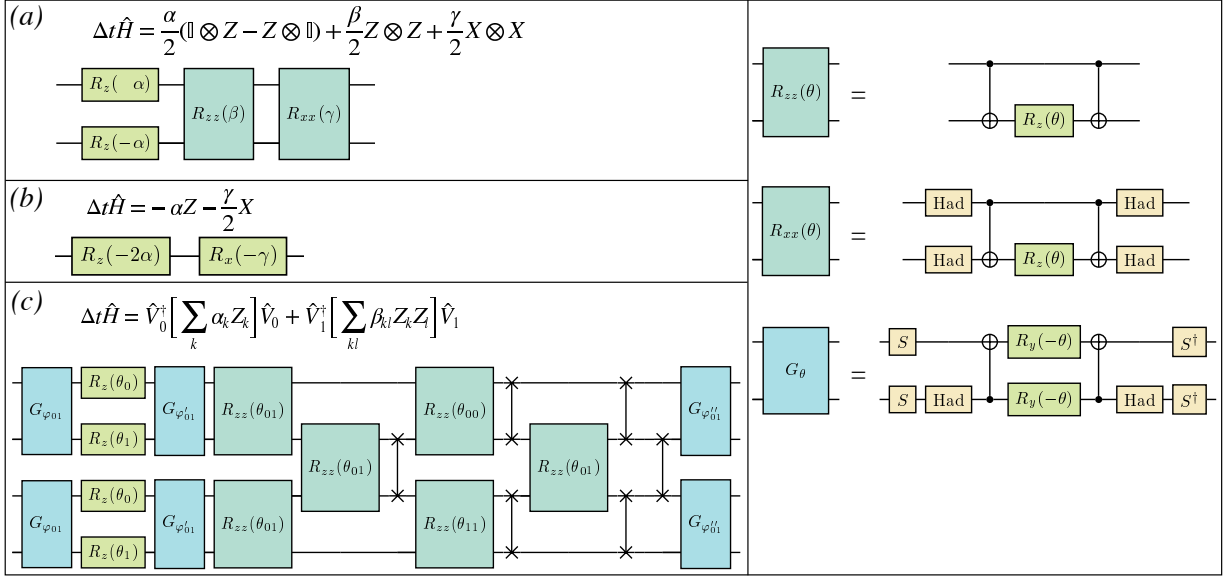 (a)
Δt Ĥ = α/2 (𝕀 ⊗ Z − Z ⊗ 𝕀) + β/2 Z ⊗ Z + γ/2 X ⊗ X
R_z(  α)
R_zz(β) R_xx(γ)
R_z(−α)
(b)
Δt Ĥ = −αZ − γ/2 X
R_z(−2α) R_x(−γ)
(c)
Δt Ĥ = V̂₀† [ ∑_k α_k Z_k ] V̂₀ + V̂₁† [ ∑_kl β_kl Z_k Z_l ] V̂₁
G_φ₀₁ R_z(θ₀) G_φ′₀₁ R_zz(θ₀₁) R_zz(θ₀₀) G_φ″₀₁
R_z(θ₁)
R_zz(θ₀₁) R_zz(θ₀₁)
G_φ₀₁ R_z(θ₀) G_φ′₀₁ R_zz(θ₀₁) R_zz(θ₁₁) G_φ″₀₁
R_z(θ₁)
R_zz(θ) = R_z(θ)
Had Had
R_xx(θ) =
Had R_z(θ) Had
S R_y(−θ) S†
G_θ =
S Had R_y(−θ) Had S†